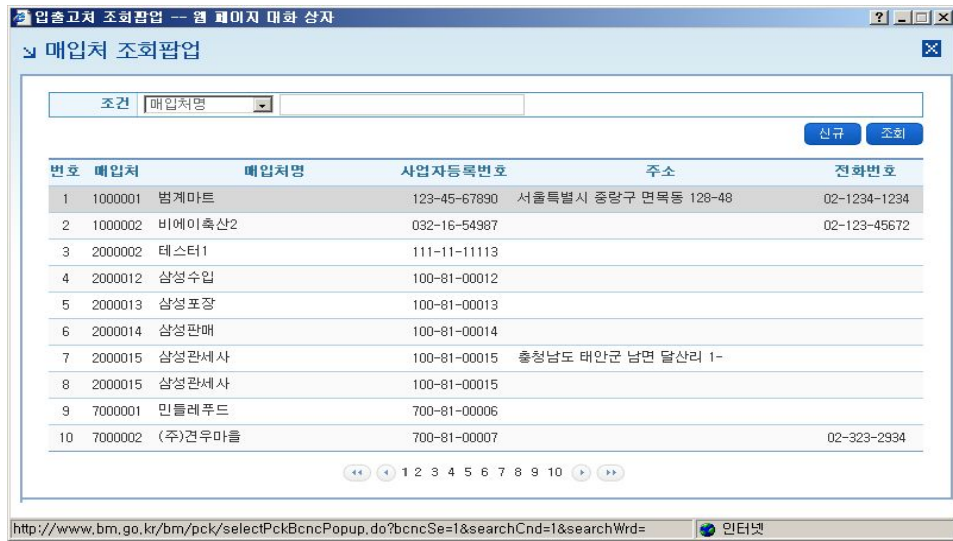 입출고처 조회팝업 -- 웹 페이지 대화 상자
매입처 조회팝업
조건 매입처명
신규 조회
번호 매입처 매입처명 사업자등록번호 주소 전화번호
1 1000001 범계마트 123-45-67890 서울특별시 중랑구 면목동 128-48 02-1234-1234
2 1000002 비에이축산2 032-16-54987 02-123-45672
3 2000002 테스터1 111-11-11113
4 2000012 삼성수입 100-81-00012
5 2000013 삼성포장 100-81-00013
6 2000014 삼성판매 100-81-00014
7 2000015 삼성관세사 100-81-00015 충청남도 태안군 남면 달산리 1-
8 2000015 삼성관세사 100-81-00015
9 7000001 민들레푸드 700-81-00006
10 7000002 (주)견우마을 700-81-00007 02-323-2934
1 2 3 4 5 6 7 8 9 10
http://www.bm.go.kr/bm/pck/selectPckBcncPopup.do?bcncSe=1&searchCnd=1&searchWrd= 인터넷